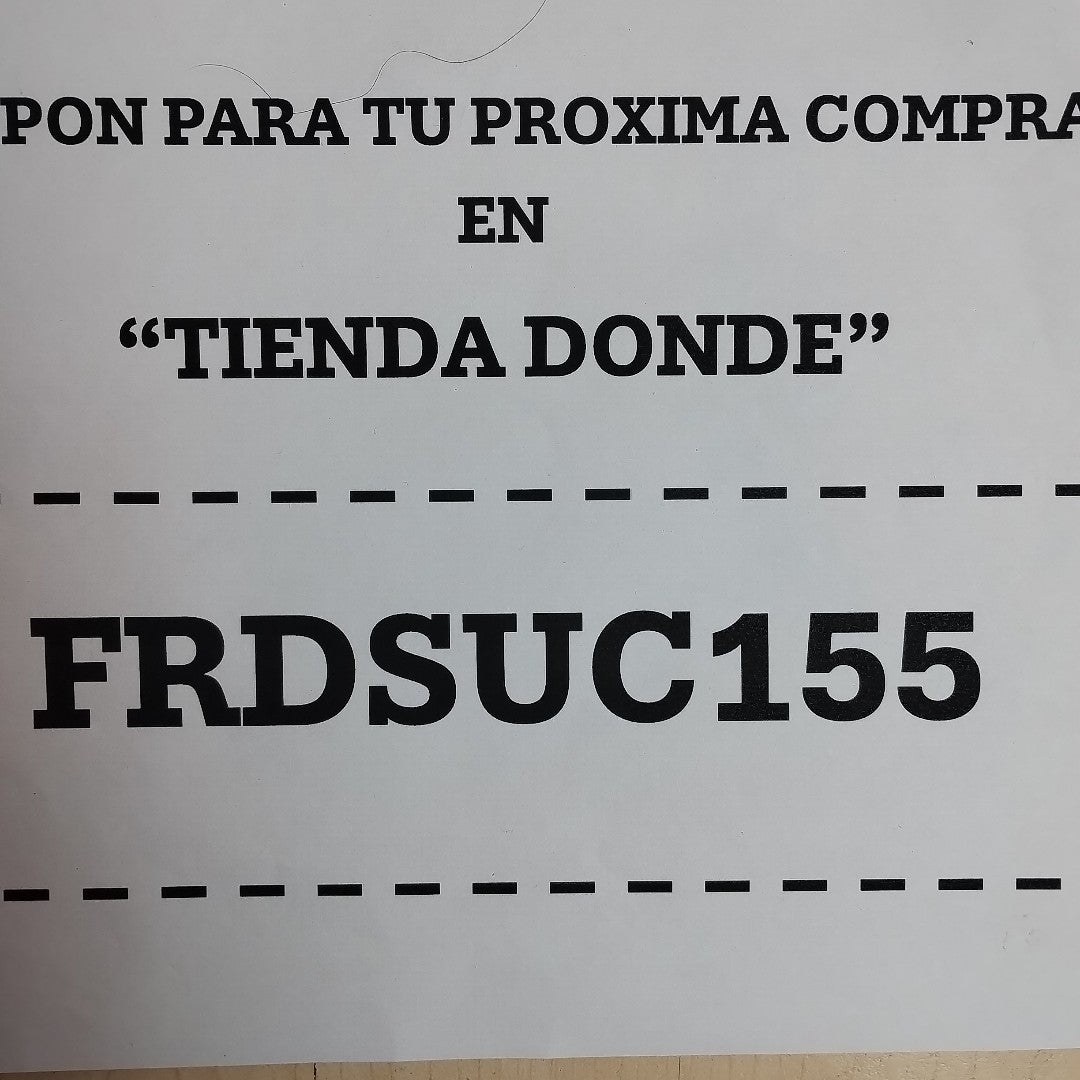 PON PARA TU PROXIMA COMPRA
EN
“TIENDA DONDE”
FRDSUC155